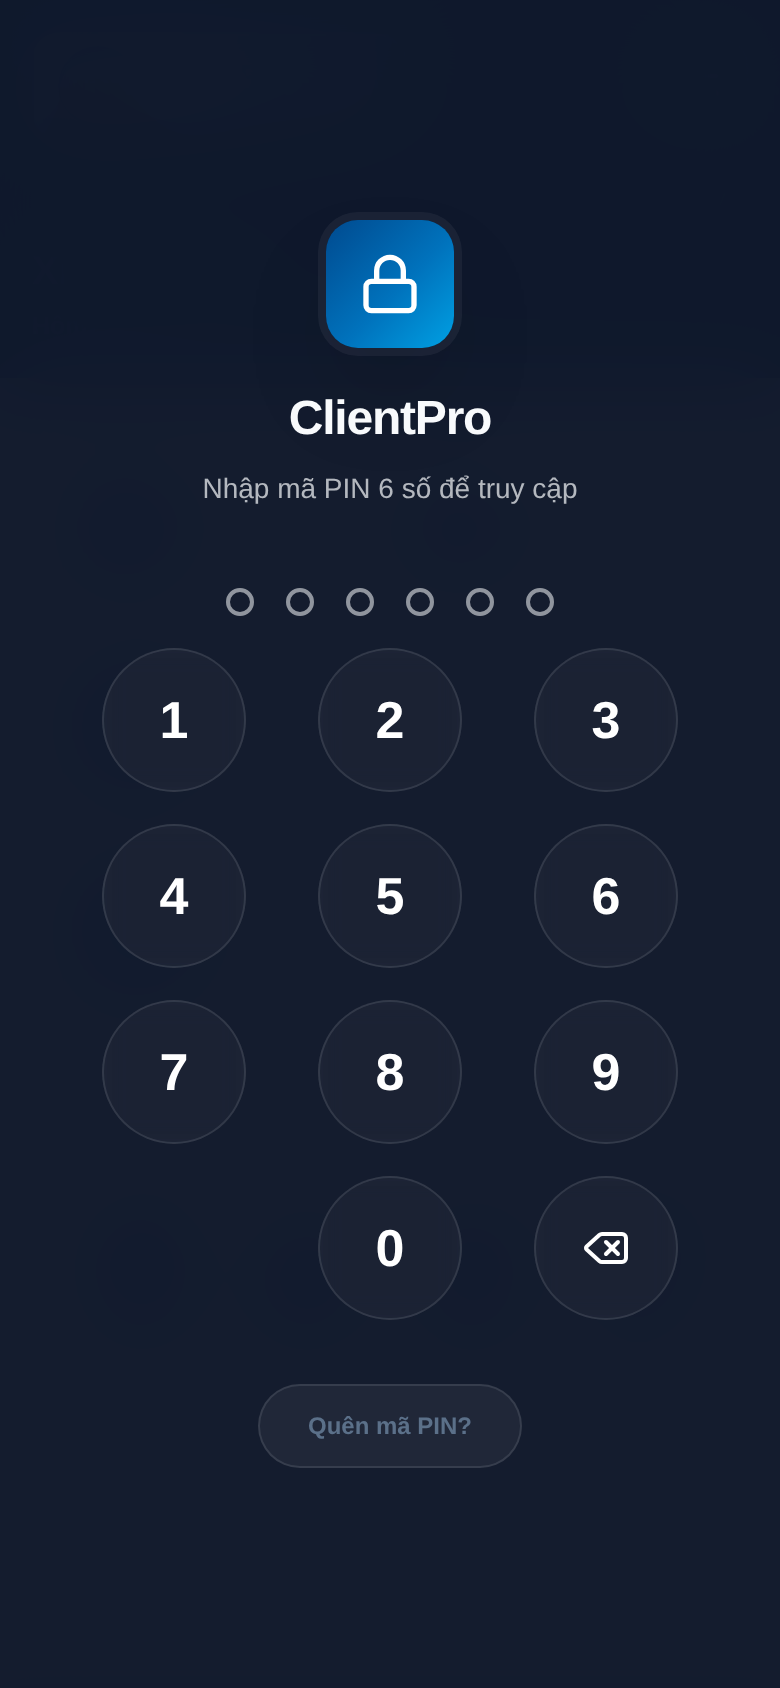 ClientPro
Nhập mã PIN 6 số để truy cập
1 2 3
4 5 6
7 8 9
0
Quên mã PIN?